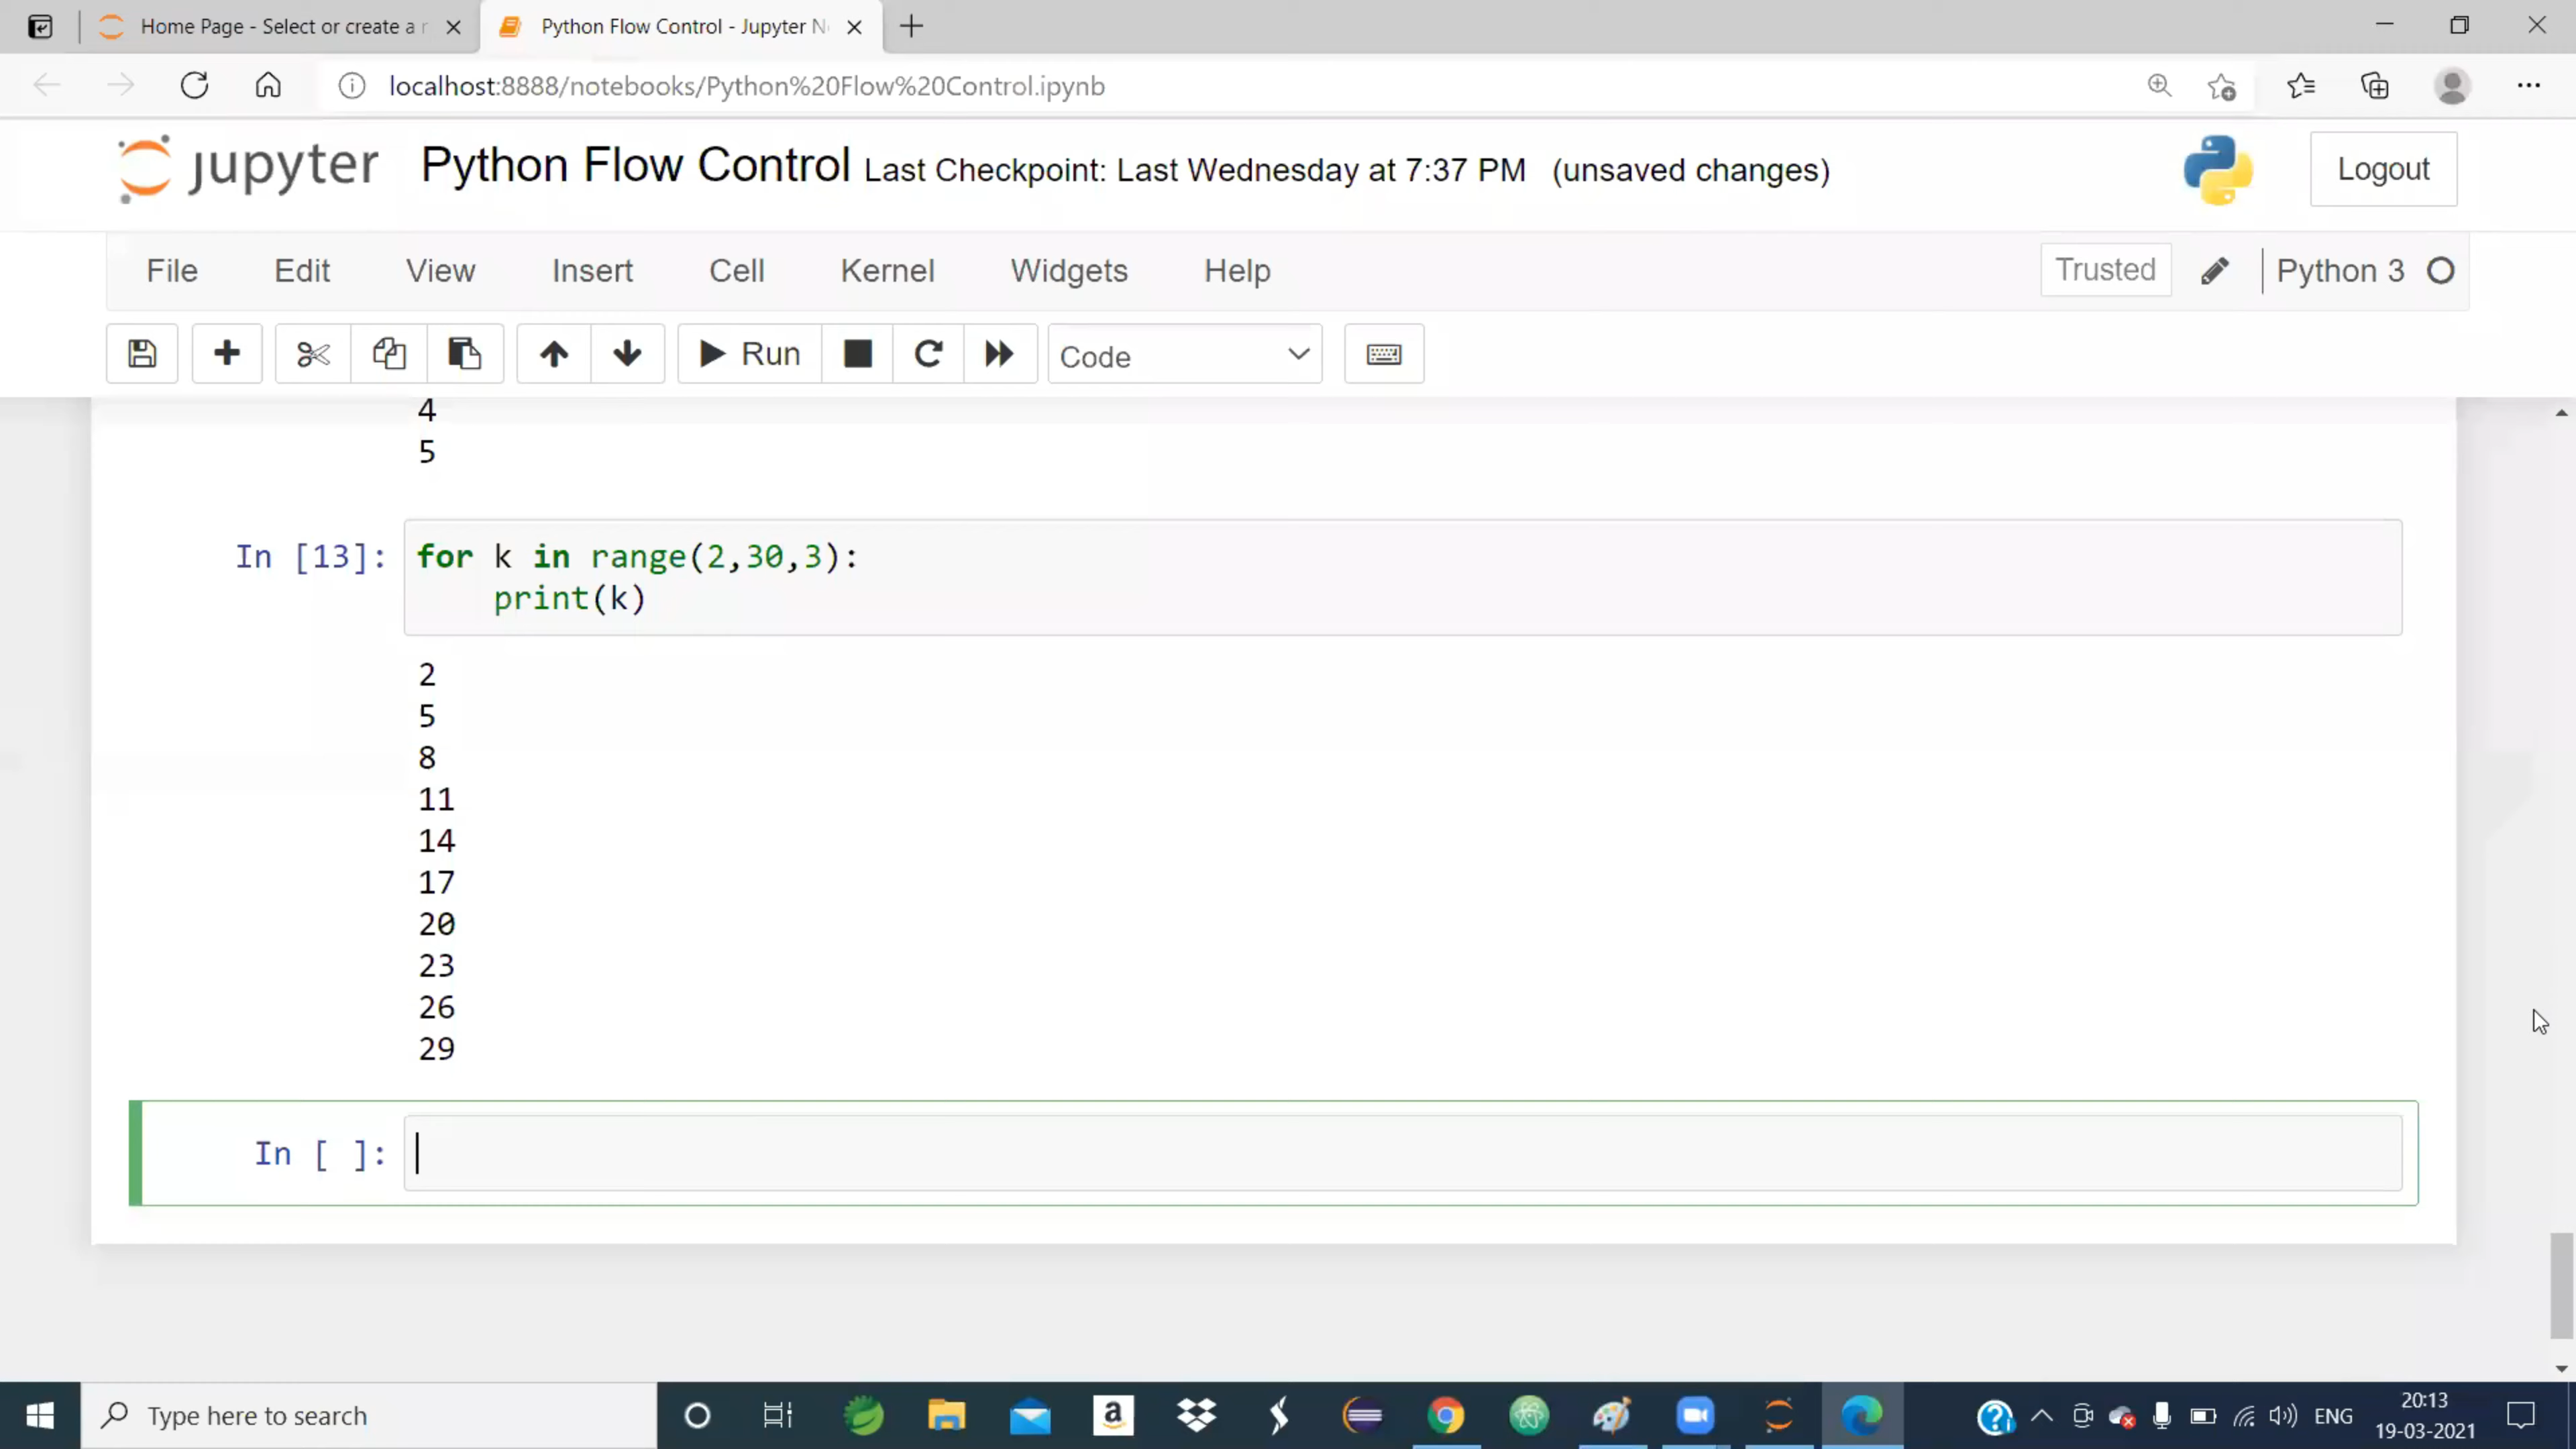 Home Page - Select or create a r
Python Flow Control - Jupyter N
localhost:8888/notebooks/Python%20Flow%20Control.ipynb
jupyter Python Flow Control Last Checkpoint: Last Wednesday at 7:37 PM (unsaved changes)
Logout
File Edit View Insert Cell Kernel Widgets Help
Trusted
Python 3
Run
Code
4
5
In [13]: for k in range(2,30,3):
print(k)
2
5
8
11
14
17
20
23
26
29
In [ ]:
Type here to search
a
ENG
20:13
19-03-2021